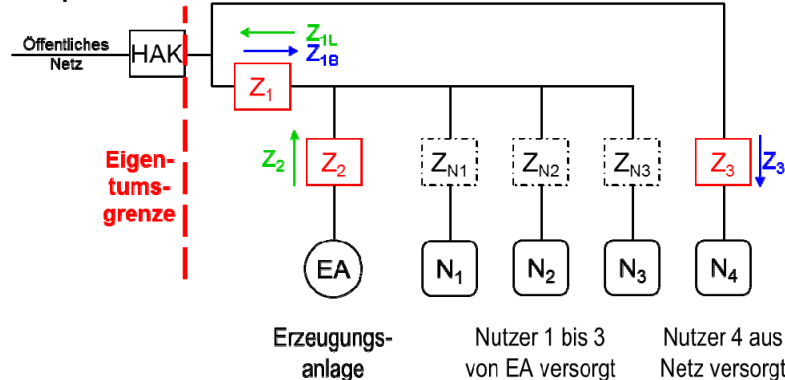 Öffentliches
Netz
HAK
Z1L
Z1B
Z1
Eigen-
tums-
grenze
Z2
Z2
ZN1
ZN2
ZN3
Z3
Z3
EA
N1
N2
N3
N4
Erzeugungs-
anlage
Nutzer 1 bis 3
von EA versorgt
Nutzer 4 aus
Netz versorgt